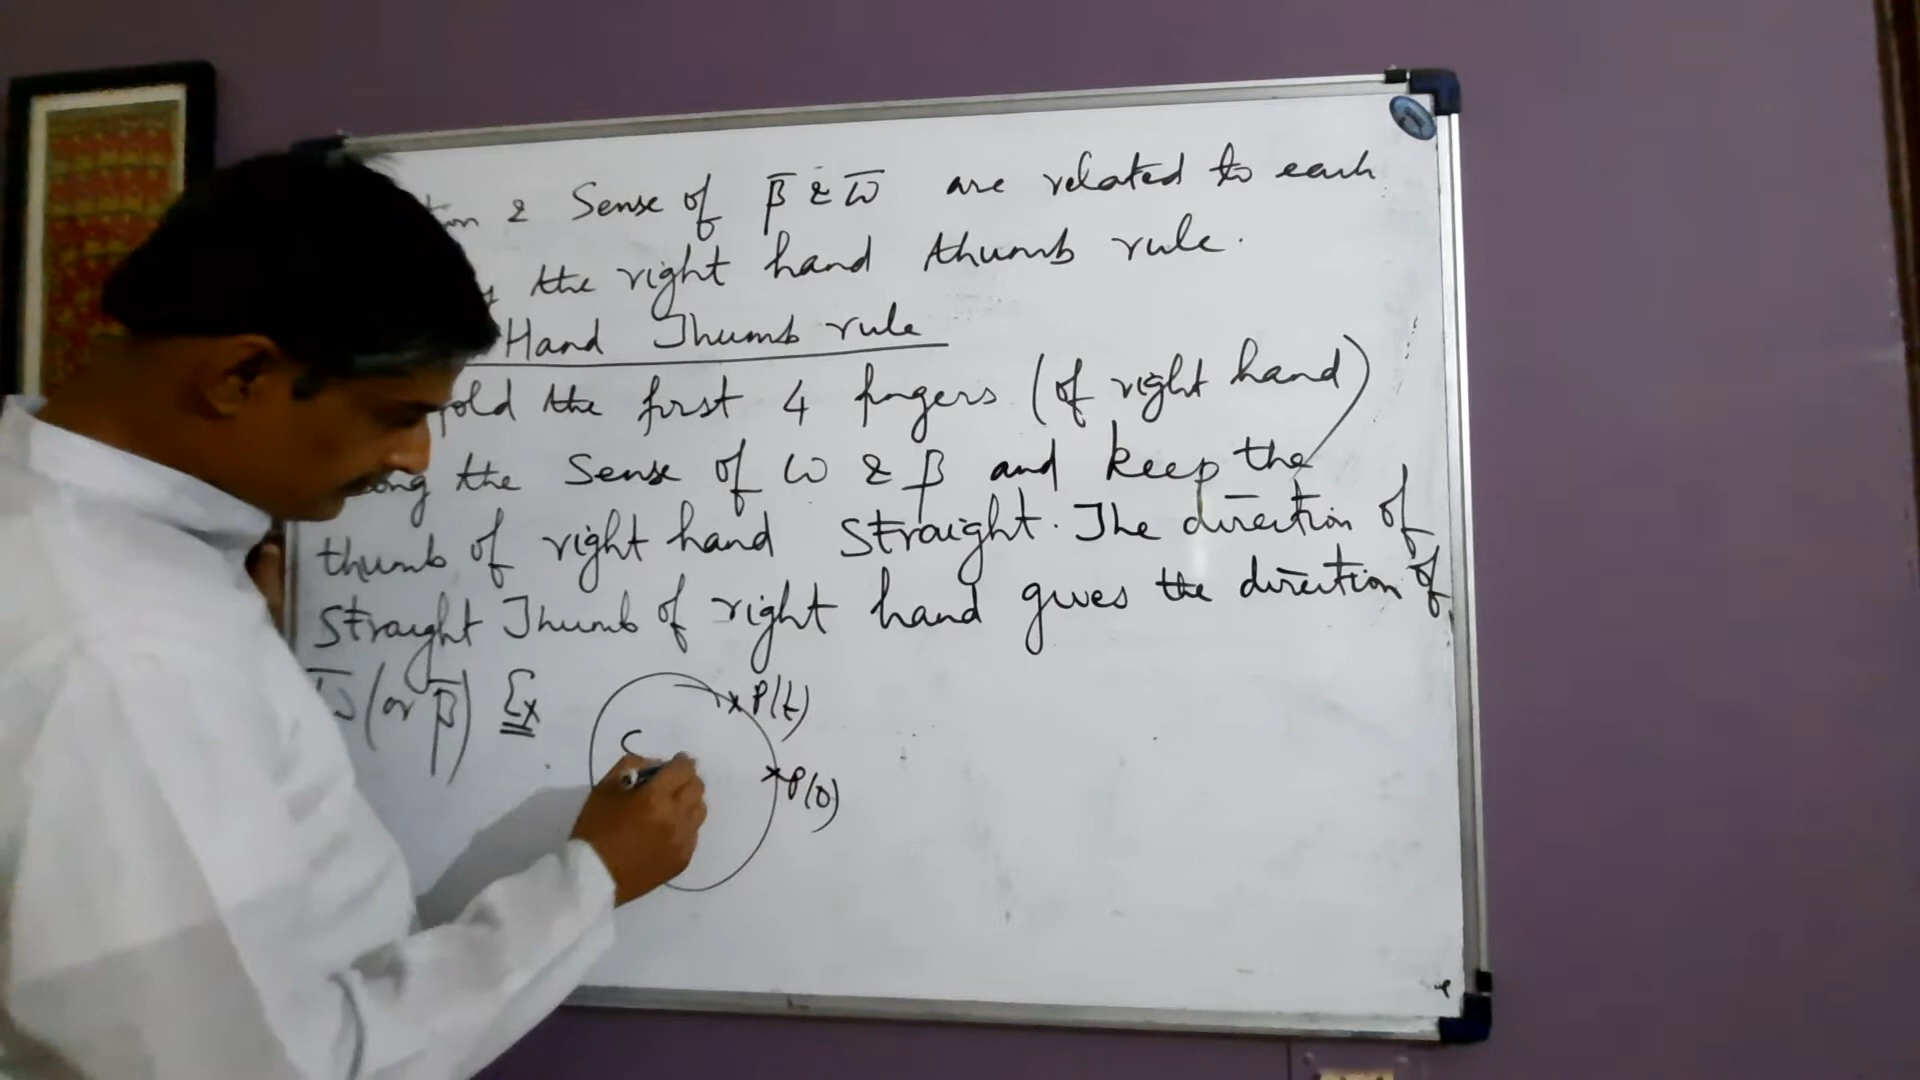 & Sense of β̅ & ω̅ are related to each
the right hand thumb rule.
Hand Thumb rule
fold the first 4 fingers (of right hand)
the Sense of ω & β and keep the
thumb of right hand straight. The direction of
straight Thumb of right hand gives the direction of
ω̅ (or β̅) Ex
P(t)
P(0)